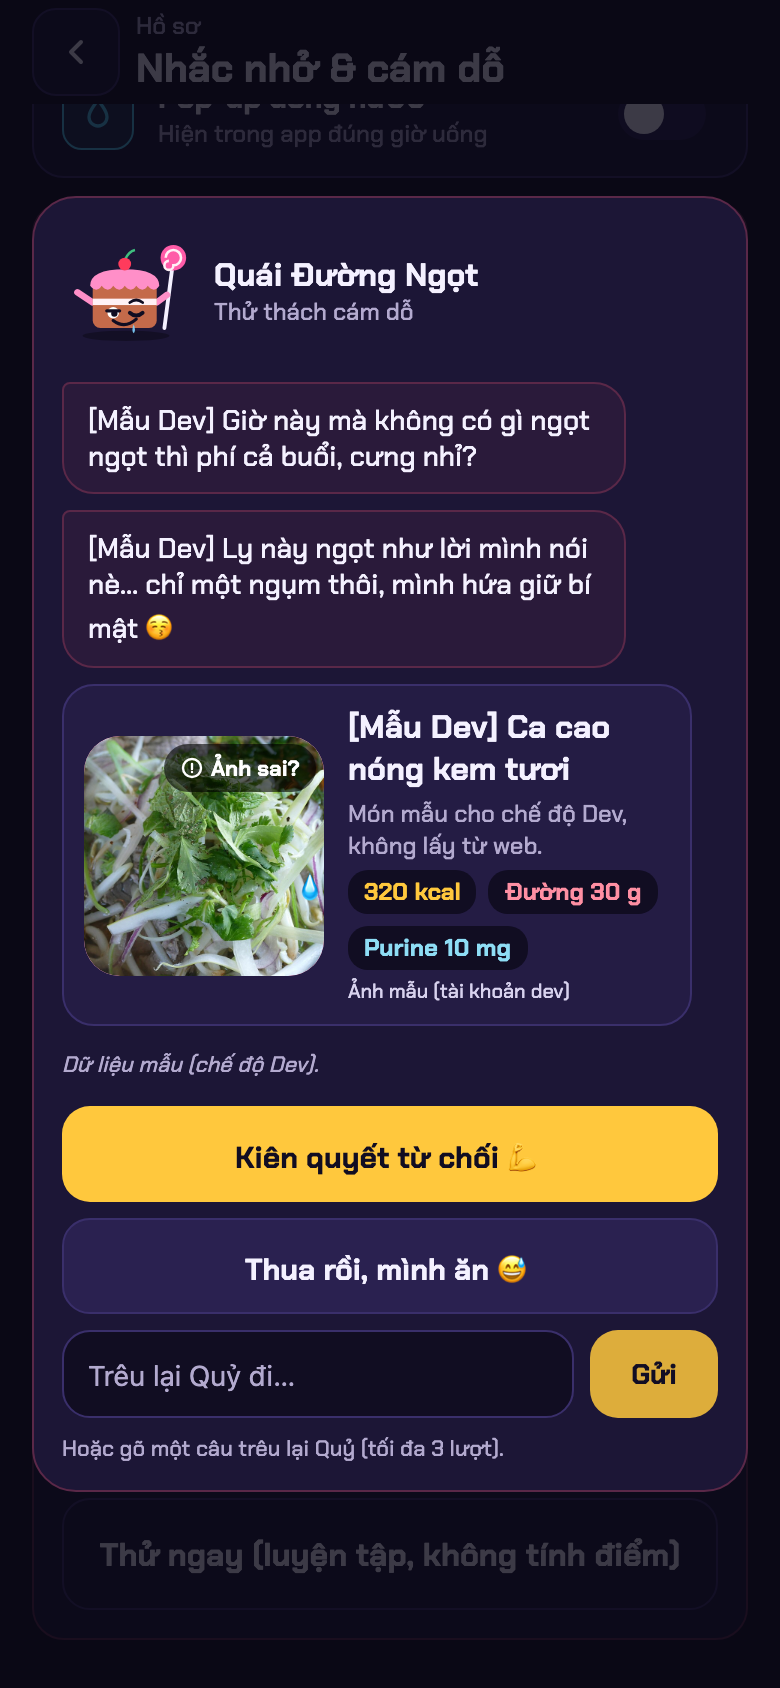 Hồ sơ
Nhắc nhở & cám dỗ
Hiện trong app đúng giờ uống
Quái Đường Ngọt
Thử thách cám dỗ
[Mẫu Dev] Giờ này mà không có gì ngọt
ngọt thì phí cả buổi, cưng nhỉ?
[Mẫu Dev] Ly này ngọt như lời mình nói
nè... chỉ một ngụm thôi, mình hứa giữ bí
mật 😚
Ảnh sai?
[Mẫu Dev] Ca cao
nóng kem tươi
Món mẫu cho chế độ Dev,
không lấy từ web.
320 kcal
Đường 30 g
Purine 10 mg
Ảnh mẫu (tài khoản dev)
Dữ liệu mẫu (chế độ Dev).
Kiên quyết từ chối 💪
Thua rồi, mình ăn 😅
Trêu lại Quỷ đi...
Gửi
Hoặc gõ một câu trêu lại Quỷ (tối đa 3 lượt).
Thử ngay (luyện tập, không tính điểm)